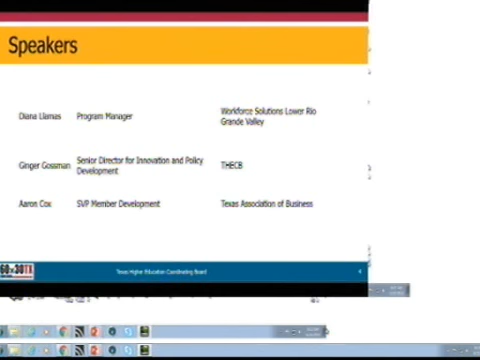 Speakers
Diana Llamas Program Manager Workforce Solutions Lower Rio
Grande Valley
Ginger Gossman Senior Director for Innovation and Policy
Development THECB
Aaron Cox SVP Member Development Texas Association of Business
60x30TX Texas Higher Education Coordinating Board 4